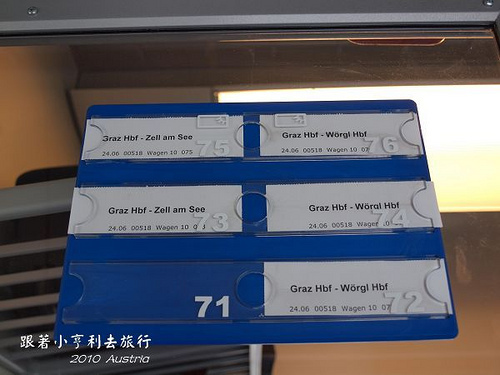 Graz Hbf - Zell am See
24.06 00518 Wagen 10 075
75
Graz Hbf - Wörgl Hbf
24.06 00518 Wagen 10
76
Graz Hbf - Zell am See
24.06 00518 Wagen 10
73
Graz Hbf - Wörgl Hbf
24.06 00518 Wagen
74
71
Graz Hbf - Wörgl Hbf
24.06 00518 Wagen 10
72
跟著小亨利去旅行
2010 Austria